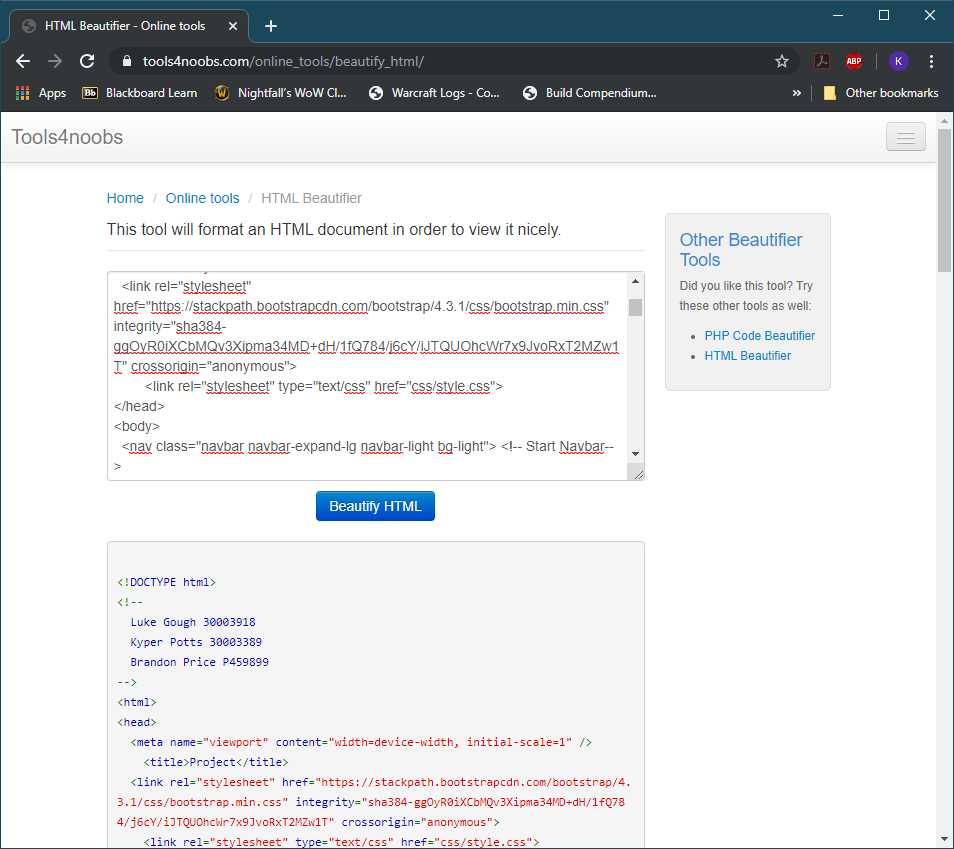 HTML Beautifier - Online tools
tools4noobs.com/online_tools/beautify_html/
ABP
K
Apps
Bb Blackboard Learn
Nightfall's WoW Cl...
Warcraft Logs - Co...
Build Compendium...
»
Other bookmarks
Tools4noobs
Home / Online tools / HTML Beautifier
This tool will format an HTML document in order to view it nicely.
<link rel="stylesheet"
href="https://stackpath.bootstrapcdn.com/bootstrap/4.3.1/css/bootstrap.min.css"
integrity="sha384-
ggOyR0iXCbMQv3Xipma34MD+dH/1fQ784/j6cY/iJTQUOhcWr7x9JvoRxT2MZw1
T" crossorigin="anonymous">
<link rel="stylesheet" type="text/css" href="css/style.css">
</head>
<body>
<nav class="navbar navbar-expand-lg navbar-light bg-light"> <!-- Start Navbar--
>
Beautify HTML
Other Beautifier
Tools
Did you like this tool? Try
these other tools as well:
• PHP Code Beautifier
• HTML Beautifier
<!DOCTYPE html>
<!--
Luke Gough 30003918
Kyper Potts 30003389
Brandon Price P459899
-->
<html>
<head>
<meta name="viewport" content="width=device-width, initial-scale=1" />
<title>Project</title>
<link rel="stylesheet" href="https://stackpath.bootstrapcdn.com/bootstrap/4.
3.1/css/bootstrap.min.css" integrity="sha384-ggOyR0iXCbMQv3Xipma34MD+dH/1fQ78
4/j6cY/iJTQUOhcWr7x9JvoRxT2MZw1T" crossorigin="anonymous">
<link rel="stylesheet" type="text/css" href="css/style.css">